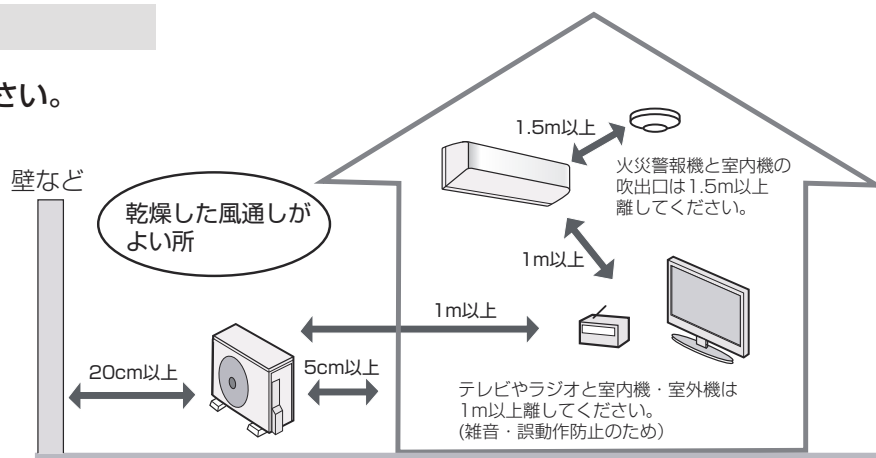 さい。
壁など
乾燥した風通しが
よい所
1.5m以上
火災警報機と室内機の
吹出口は1.5m以上
離してください。
1m以上
1m以上
20cm以上
5cm以上
テレビやラジオと室内機・室外機は
1m以上離してください。
(雑音・誤動作防止のため)